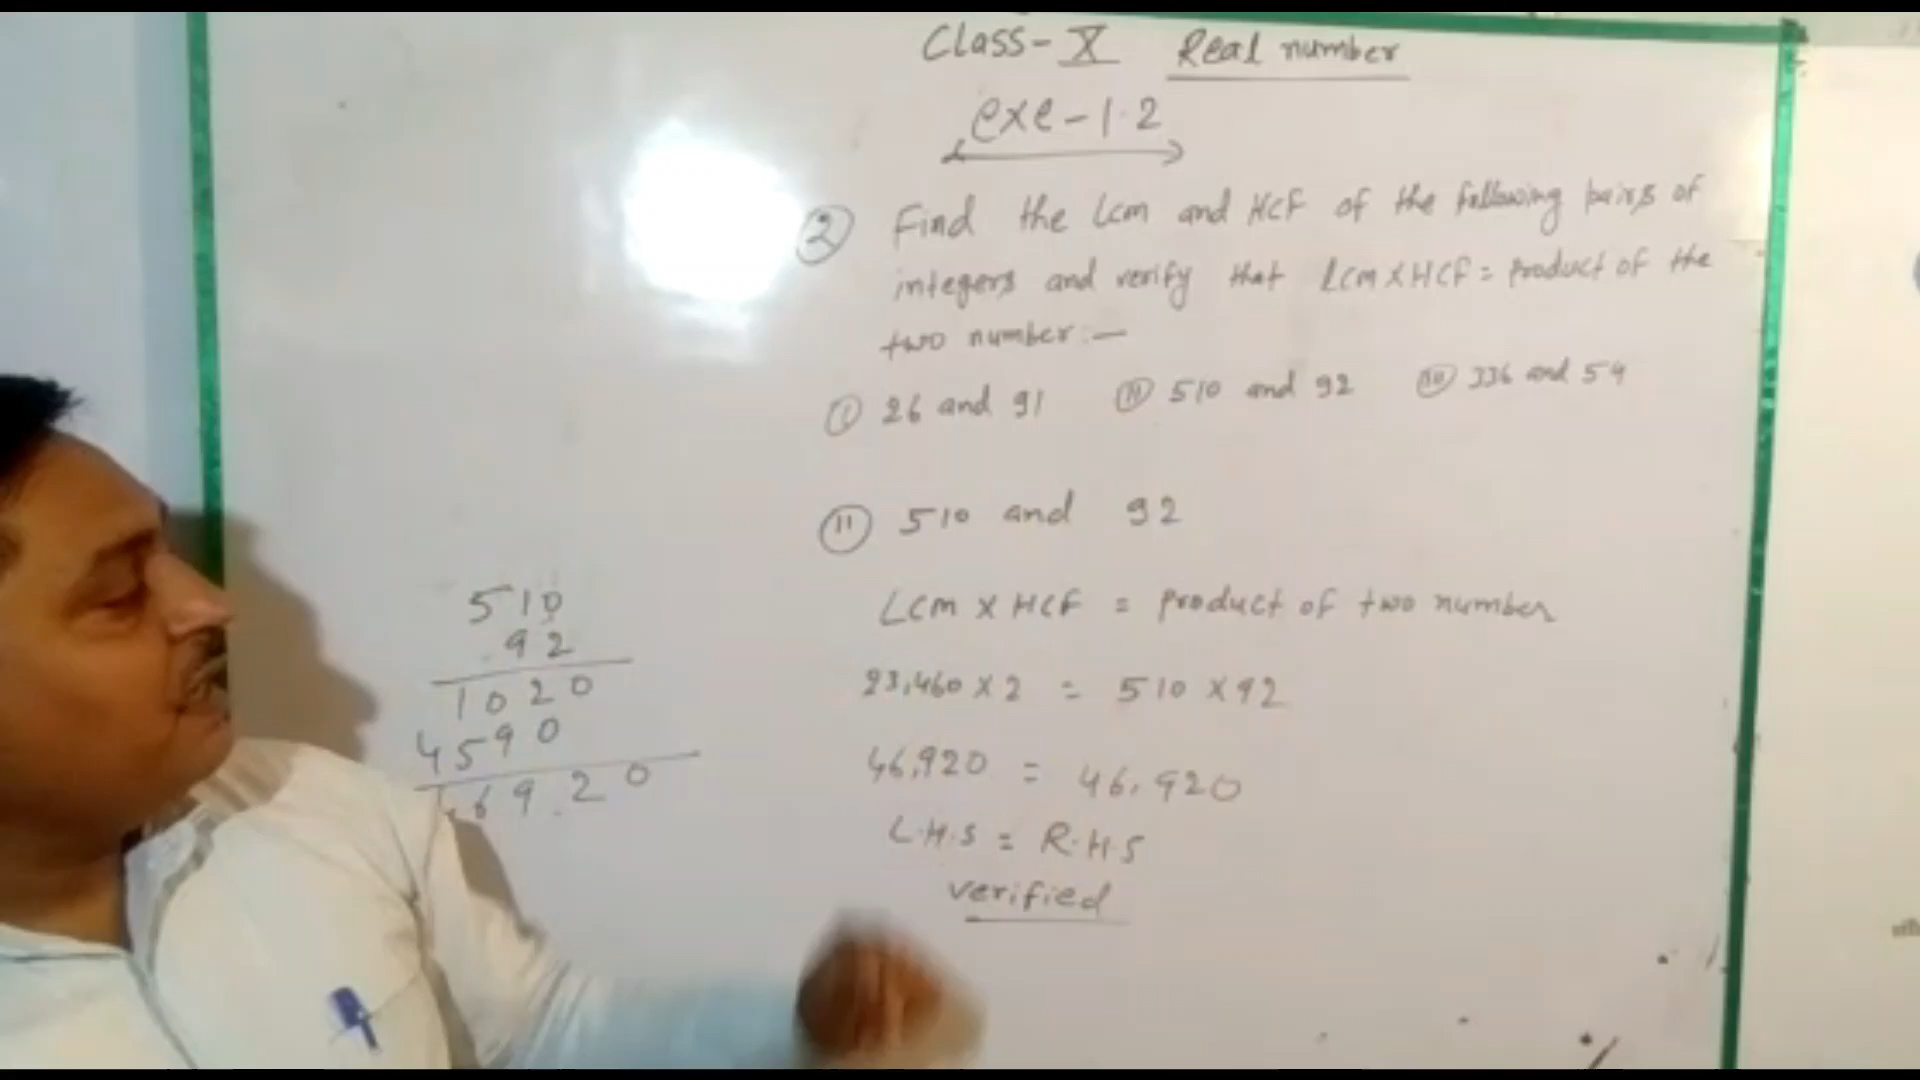 Class-X Real number
exe-1.2
2 Find the Lcm and HCF of the following pairs of
integers and verify that Lcm X HCF = product of the
two number:—
(i) 26 and 91 (ii) 510 and 92 (iii) 336 and 54
(ii) 510 and 92
Lcm x HCF = product of two number
23,460 x 2 = 510 x 92
46,920 = 46,920
L.H.S = R.H.S
verified
510
92
1020
4590
46920